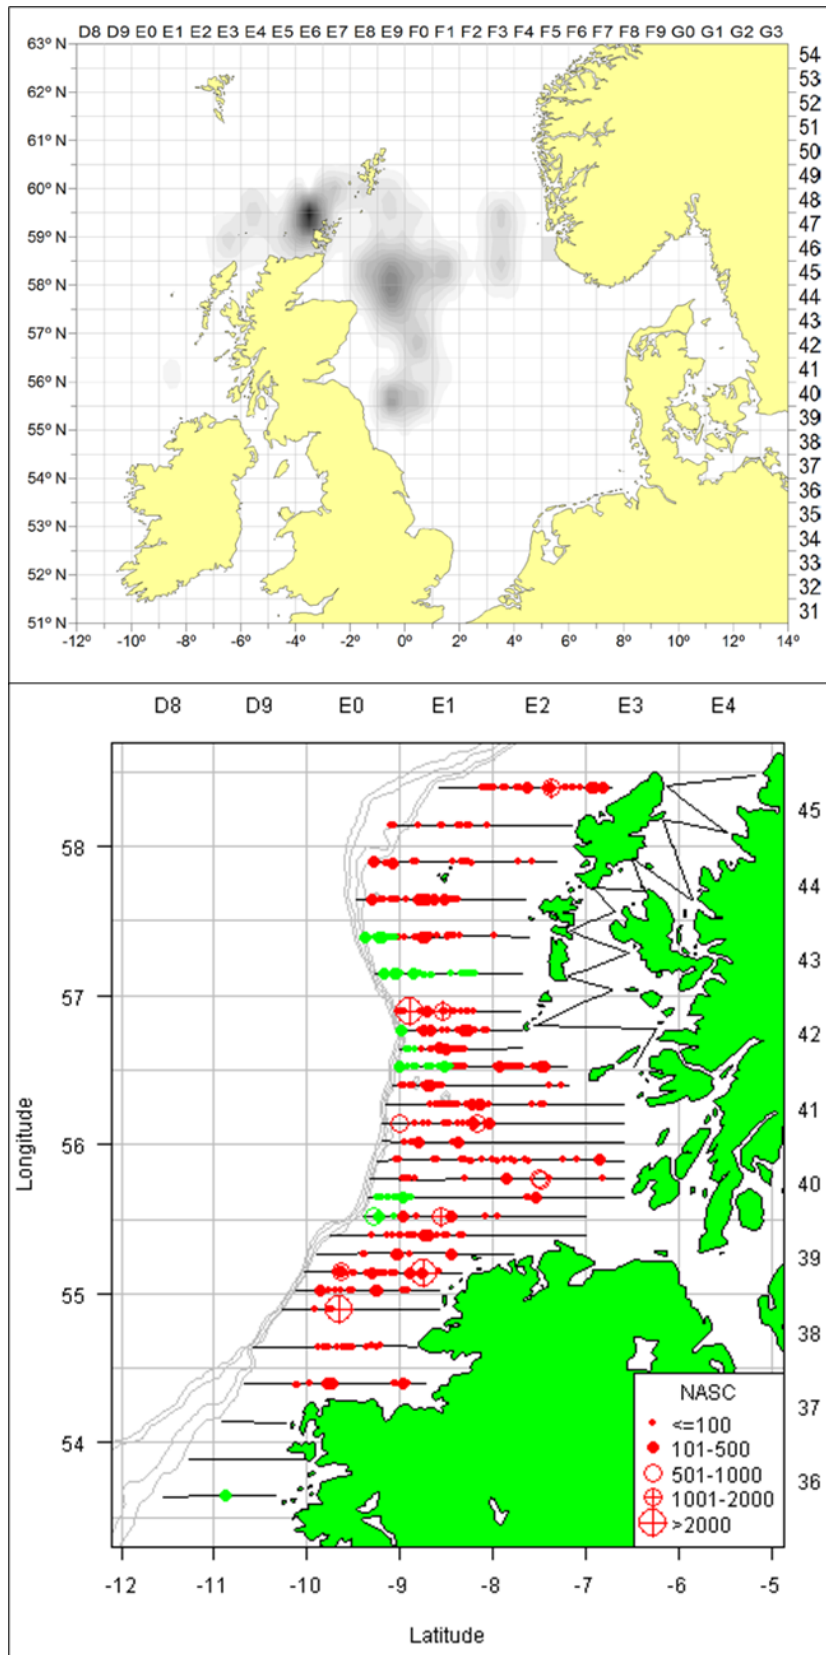 D8 D9 E0 E1 E2 E3 E4 E5 E6 E7 E8 E9 F0 F1 F2 F3 F4 F5 F6 F7 F8 F9 G0 G1 G2 G3
63° N
54
53
62° N
52
61° N
51
50
60° N
49
48
59° N
47
46
58° N
45
44
57° N
43
42
56° N
41
40
55° N
39
38
54° N
37
36
53° N
35
34
52° N
33
32
51° N
31
-12° -10° -8° -6° -4° -2° 0° 2° 4° 6° 8° 10° 12° 14°
D8 D9 E0 E1 E2 E3 E4
45
58
44
43
57
42
41
56
40
39
55
38
37
54
36
Longitude
NASC
<=100
101-500
501-1000
1001-2000
>2000
-12 -11 -10 -9 -8 -7 -6 -5
Latitude